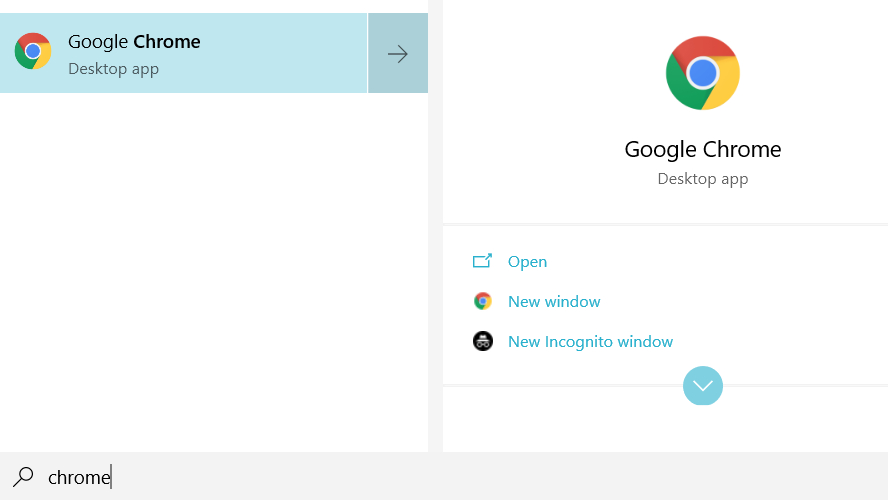 Google Chrome
Desktop app
Google Chrome
Desktop app
Open
New window
New Incognito window
chrome